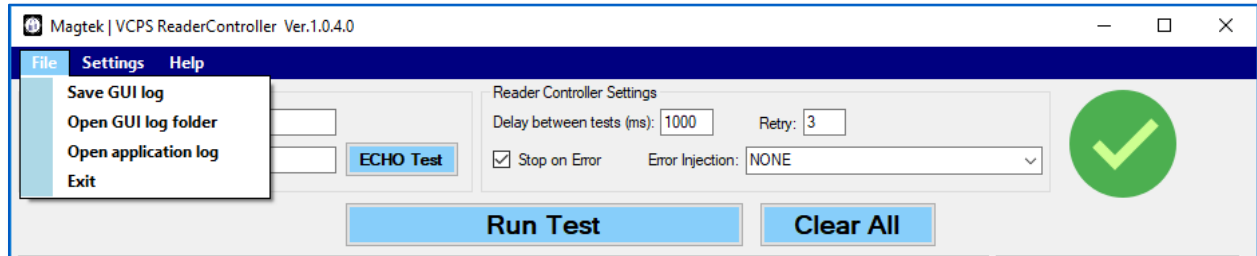 Magtek | VCPS ReaderController Ver.1.0.4.0
File Settings Help
Save GUI log
Open GUI log folder
Open application log
Exit
ECHO Test
Reader Controller Settings
Delay between tests (ms): 1000 Retry: 3
Stop on Error Error Injection: NONE
Run Test Clear All